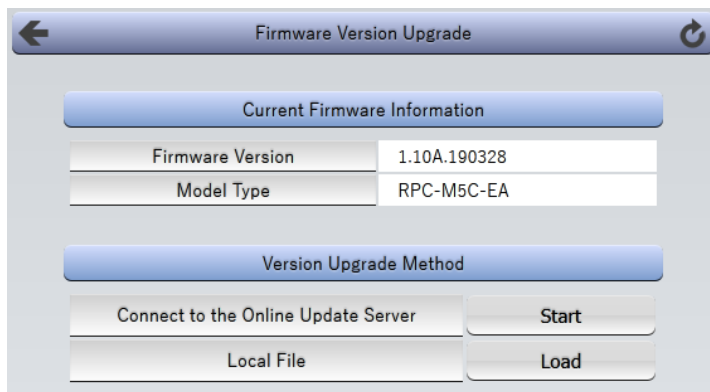 Firmware Version Upgrade
Current Firmware Information
Firmware Version 1.10A.190328
Model Type RPC-M5C-EA
Version Upgrade Method
Connect to the Online Update Server Start
Local File Load